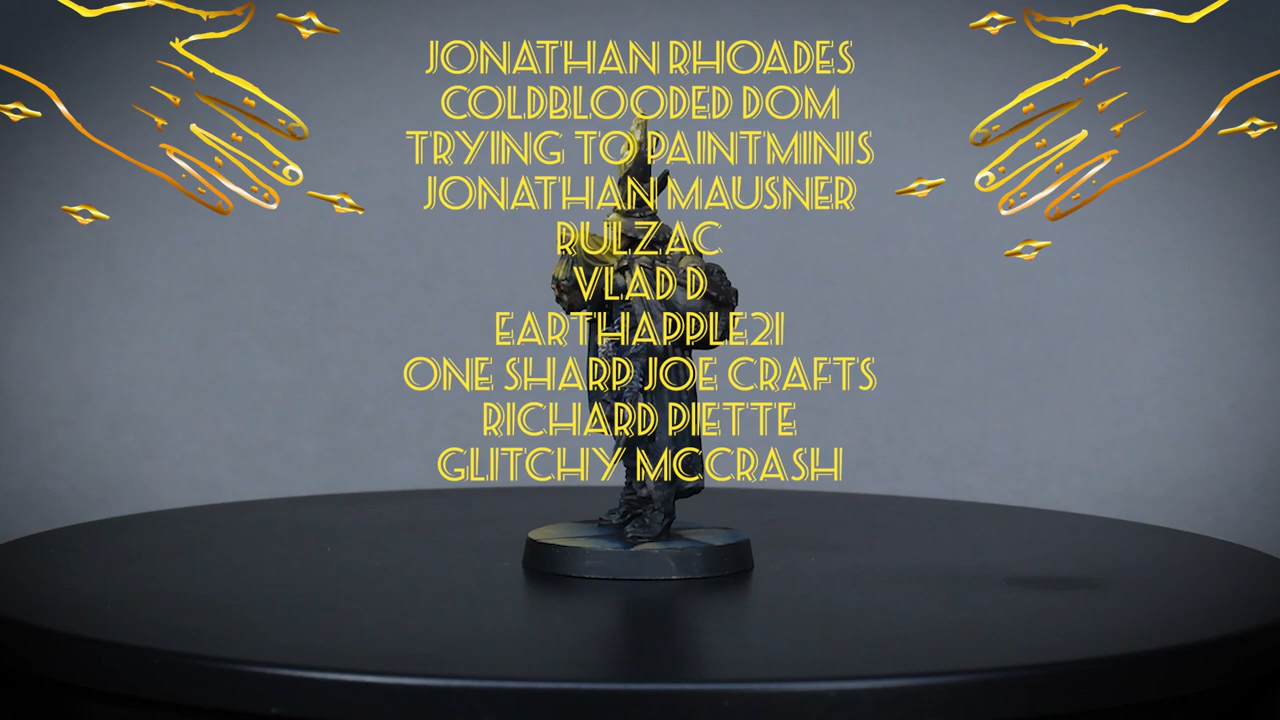 JONATHAN RHOADES
COLDBLOODED DOM
TRYING TO PAINTMINIS
JONATHAN MAUSNER
RULZAC
VLAD D
EARTHAPPLE21
ONE SHARP JOE CRAFTS
RICHARD PIETTE
GLITCHY MCCRASH